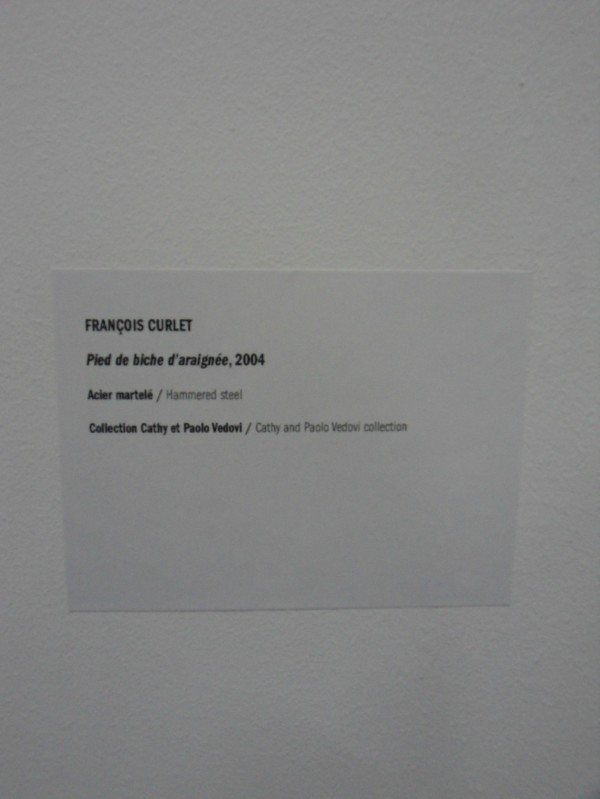 FRANÇOIS CURLET
Pied de biche d'araignée, 2004
Acier martelé / Hammered steel
Collection Cathy et Paolo Vedovi / Cathy and Paolo Vedovi collection